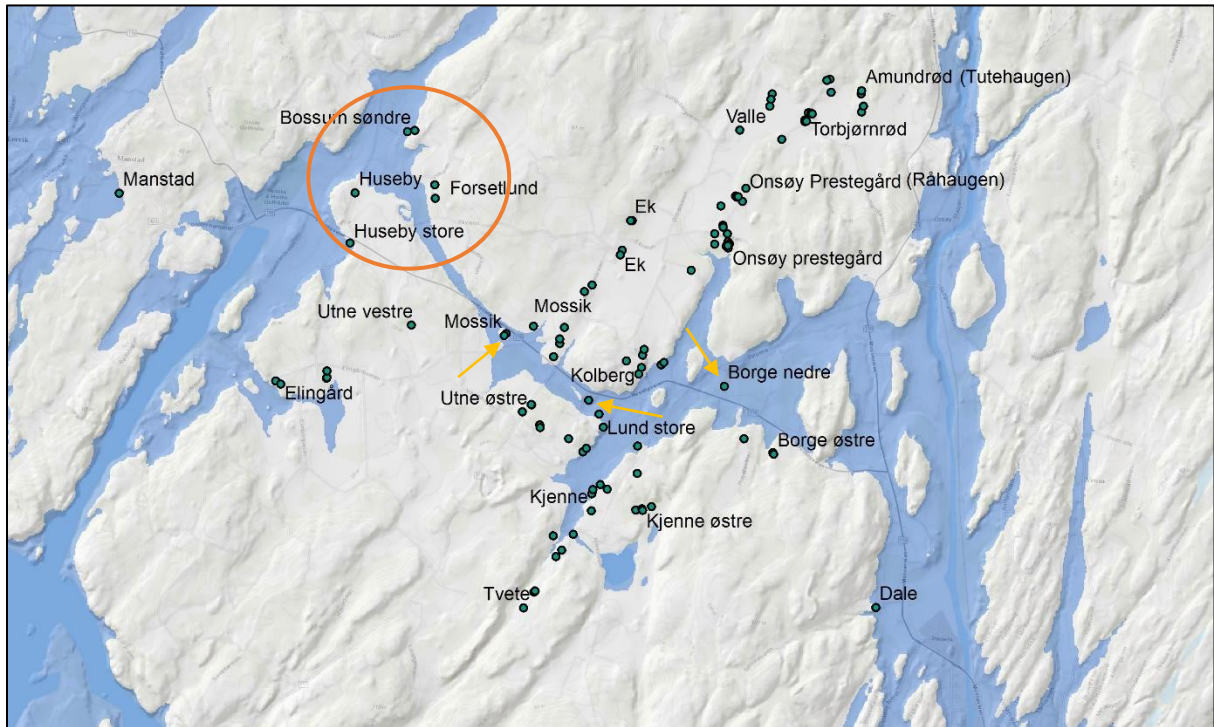 Amundrød (Tutehaugen)
Valle
Torbjørnrød
Bossum søndre
Manstad
Huseby
Forsetlund
Onsøy Prestegård (Råhaugen)
Ek
Huseby store
Ek
Onsøy prestegård
Mossik
Utne vestre
Mossik
Kolberg
Borge nedre
Elingård
Utne østre
Lund store
Borge østre
Kjenne
Kjenne østre
Tvete
Dale
Manstad